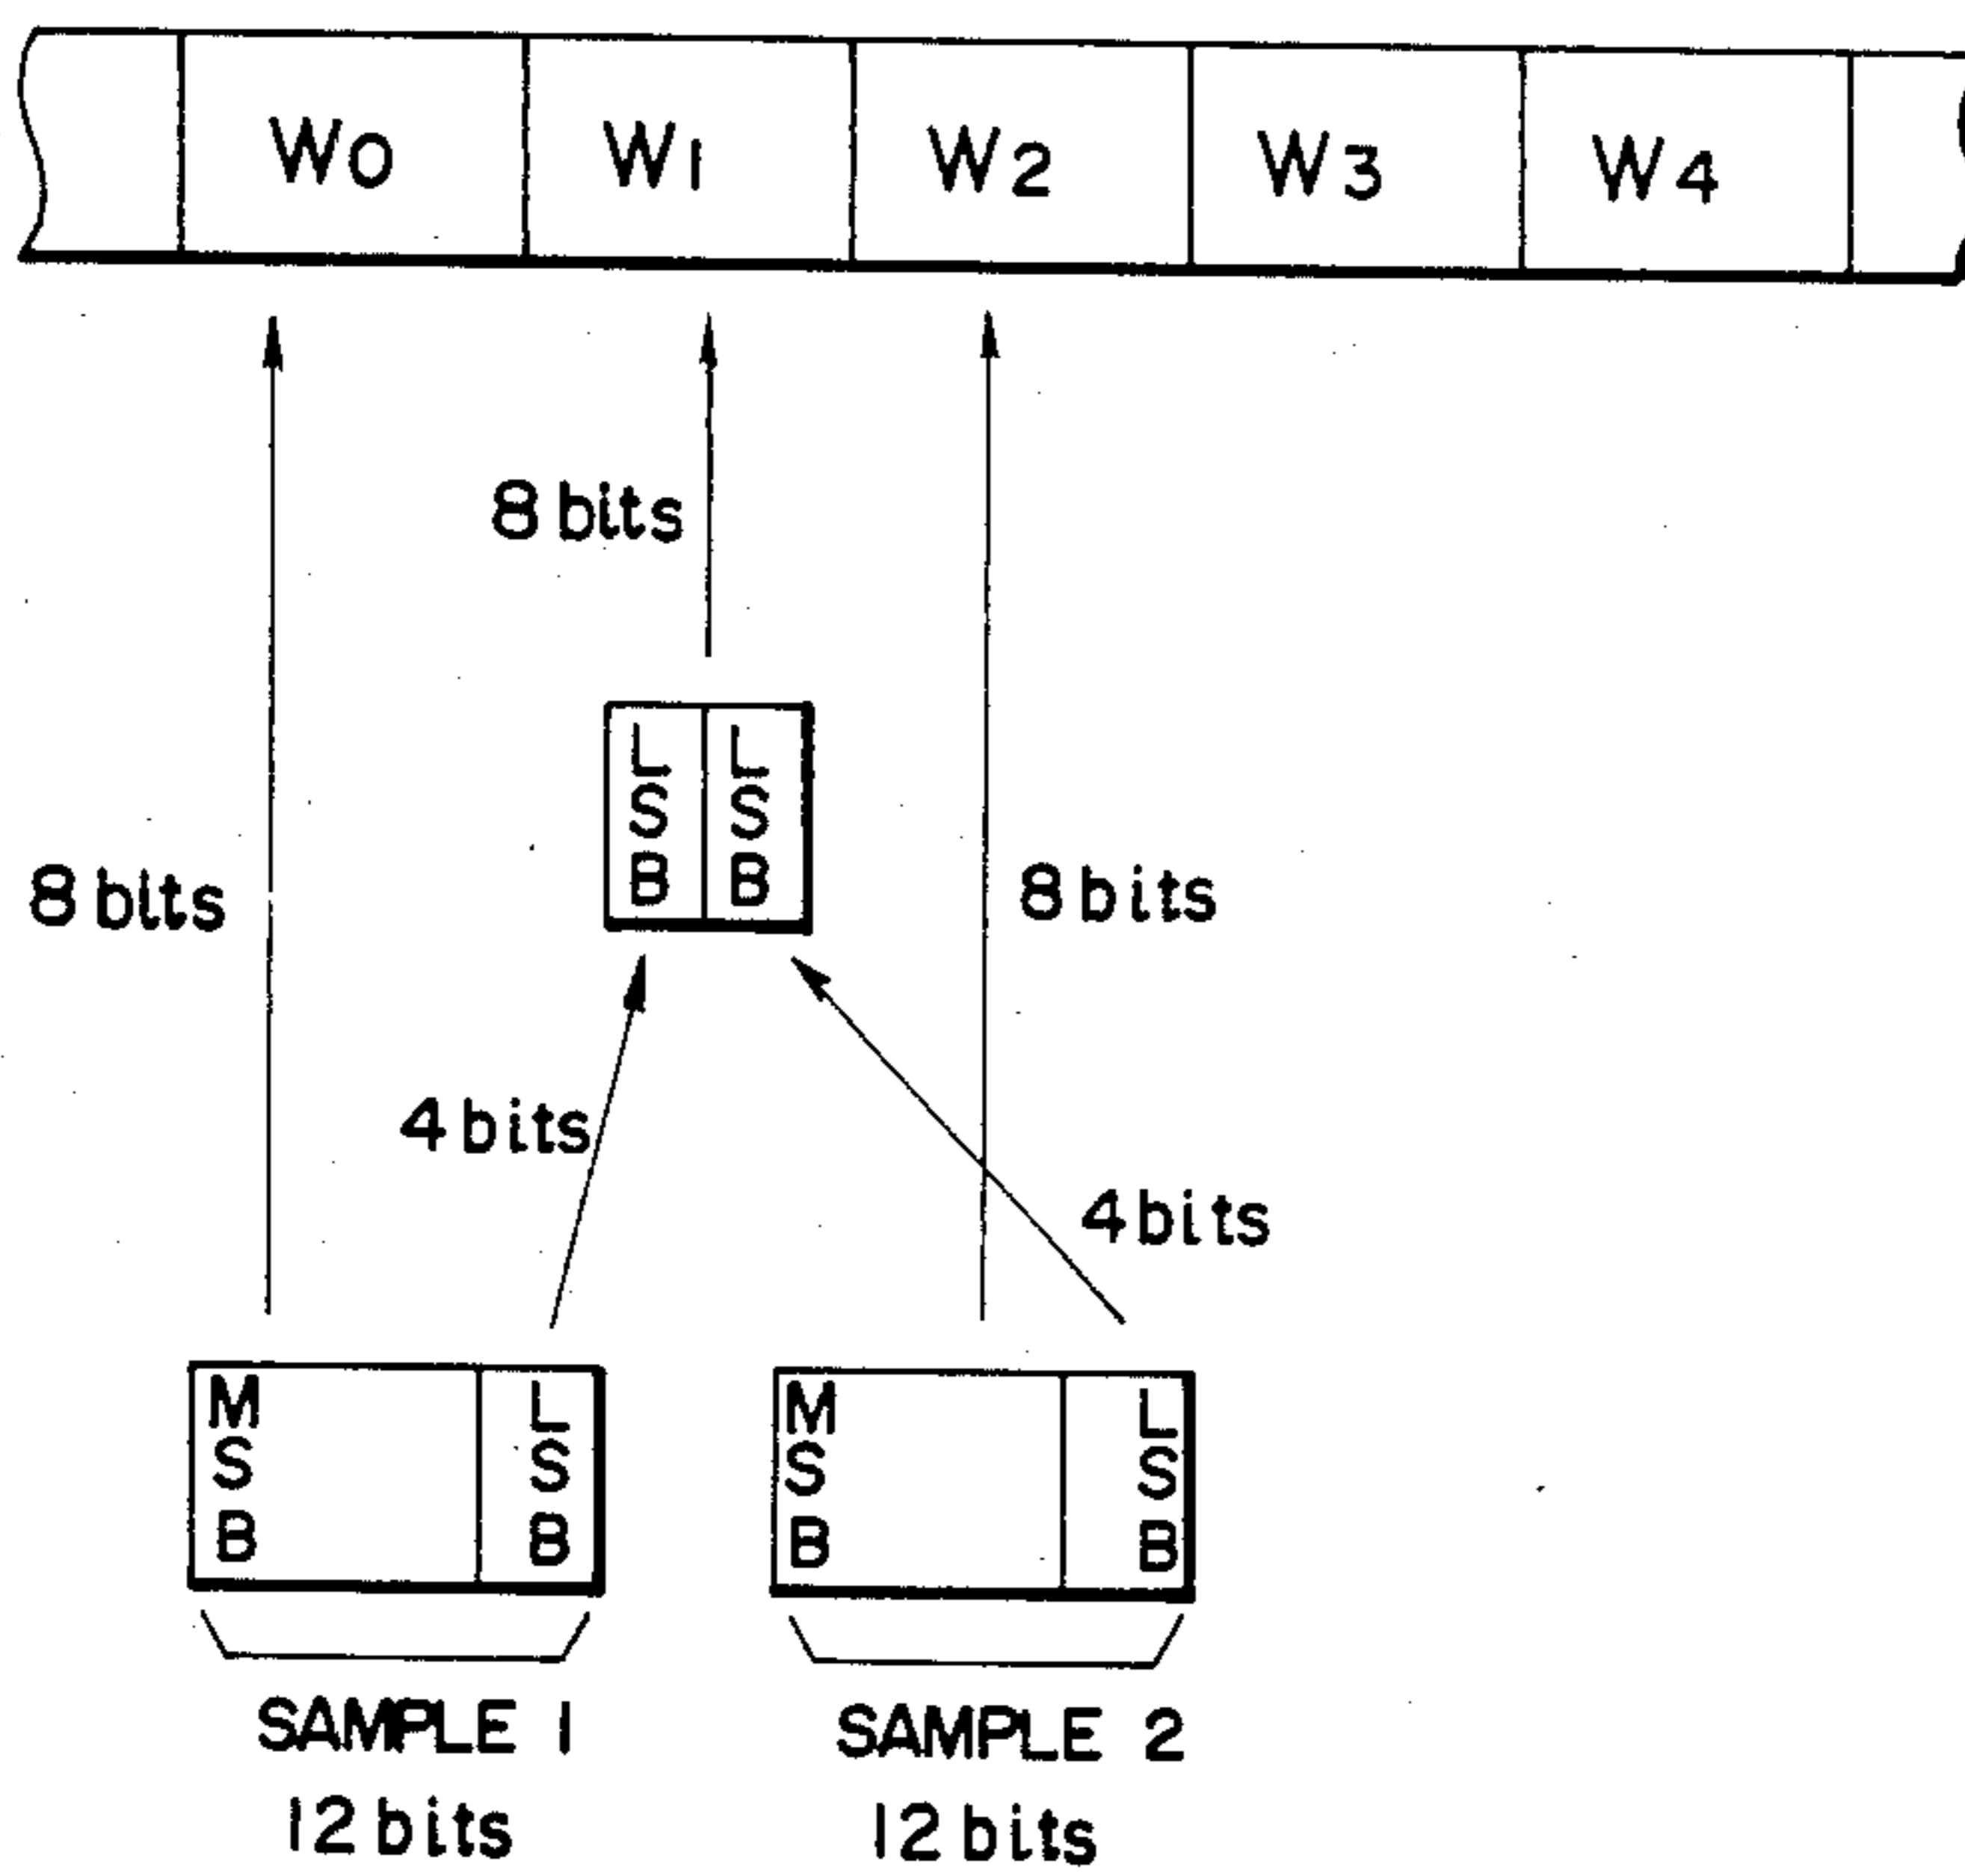 W0 W1 W2 W3 W4
8 bits
LSB LSB
8 bits 8 bits
4 bits
4 bits
MSB LSB MSB LSB
SAMPLE 1 SAMPLE 2
12 bits 12 bits